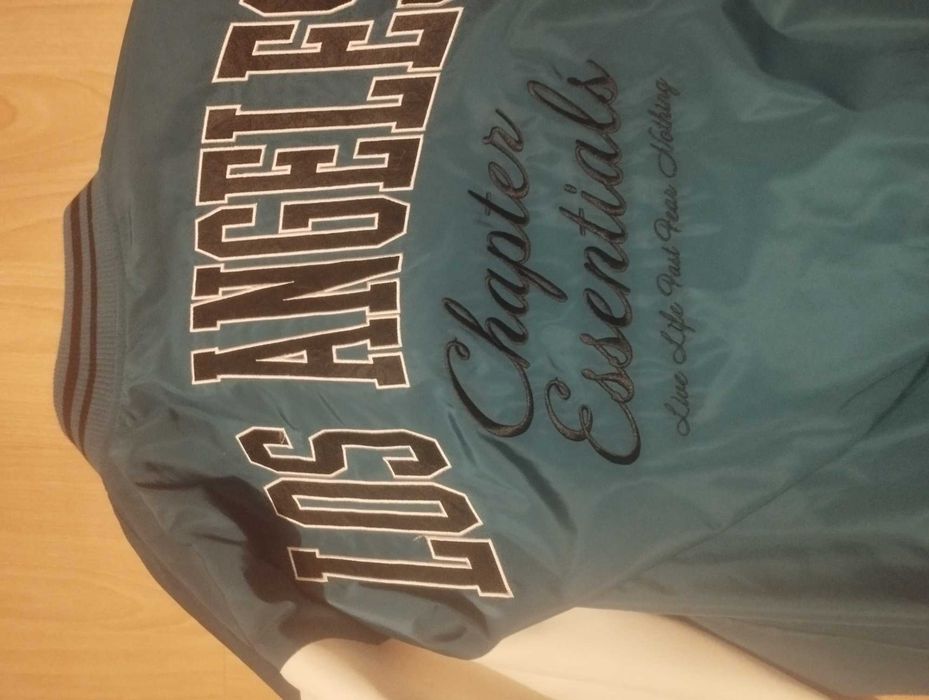 LOS ANGELES
Chapter
Essentials
Live Life Fast Fear Nothing